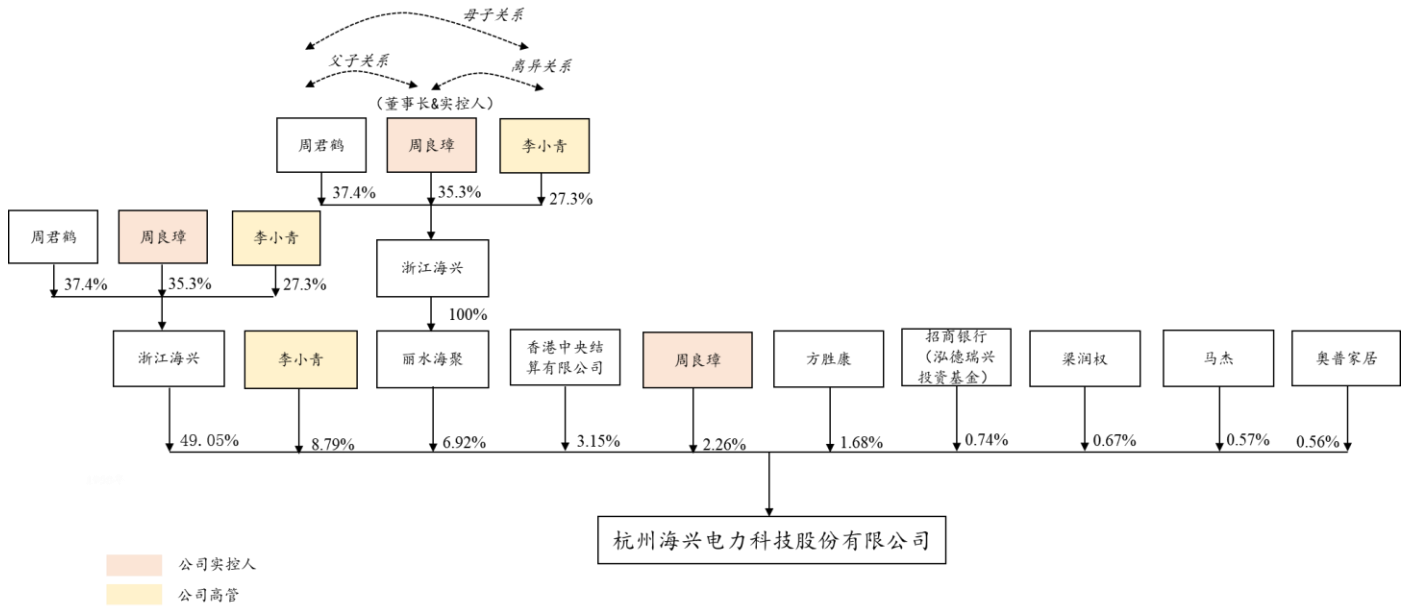 母子关系
父子关系
离异关系
（董事长&实控人）
周君鹤
周良璋
李小青
37.4%
35.3%
27.3%
周君鹤
周良璋
李小青
浙江海兴
37.4%
35.3%
27.3%
100%
浙江海兴
李小青
丽水海聚
香港中央结
算有限公司
周良璋
方胜康
招商银行
（泓德瑞兴
投资基金）
梁润权
马杰
奥普家居
49.05%
8.79%
6.92%
3.15%
2.26%
1.68%
0.74%
0.67%
0.57%
0.56%
杭州海兴电力科技股份有限公司
公司实控人
公司高管